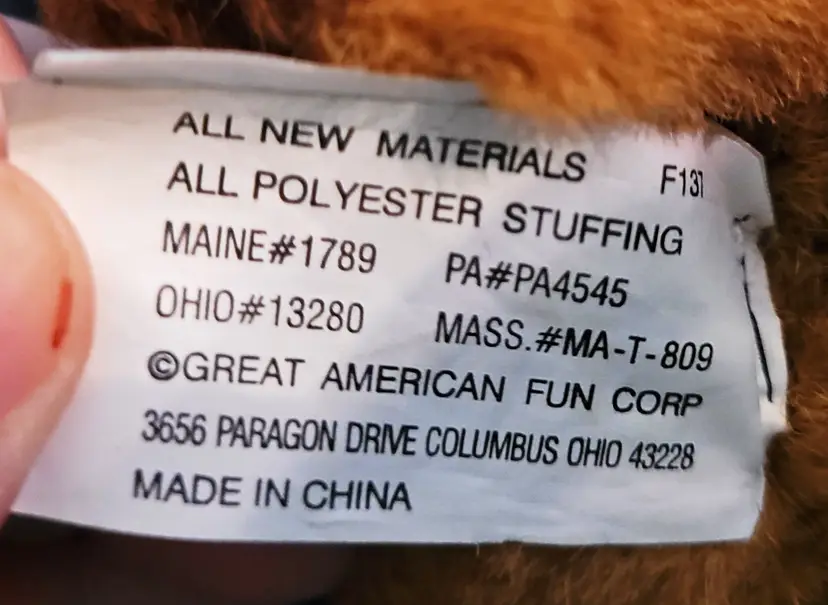 ALL NEW MATERIALS F131
ALL POLYESTER STUFFING
MAINE#1789 PA#PA4545
OHIO#13280 MASS.#MA-T-809
©GREAT AMERICAN FUN CORP
3656 PARAGON DRIVE COLUMBUS OHIO 43228
MADE IN CHINA